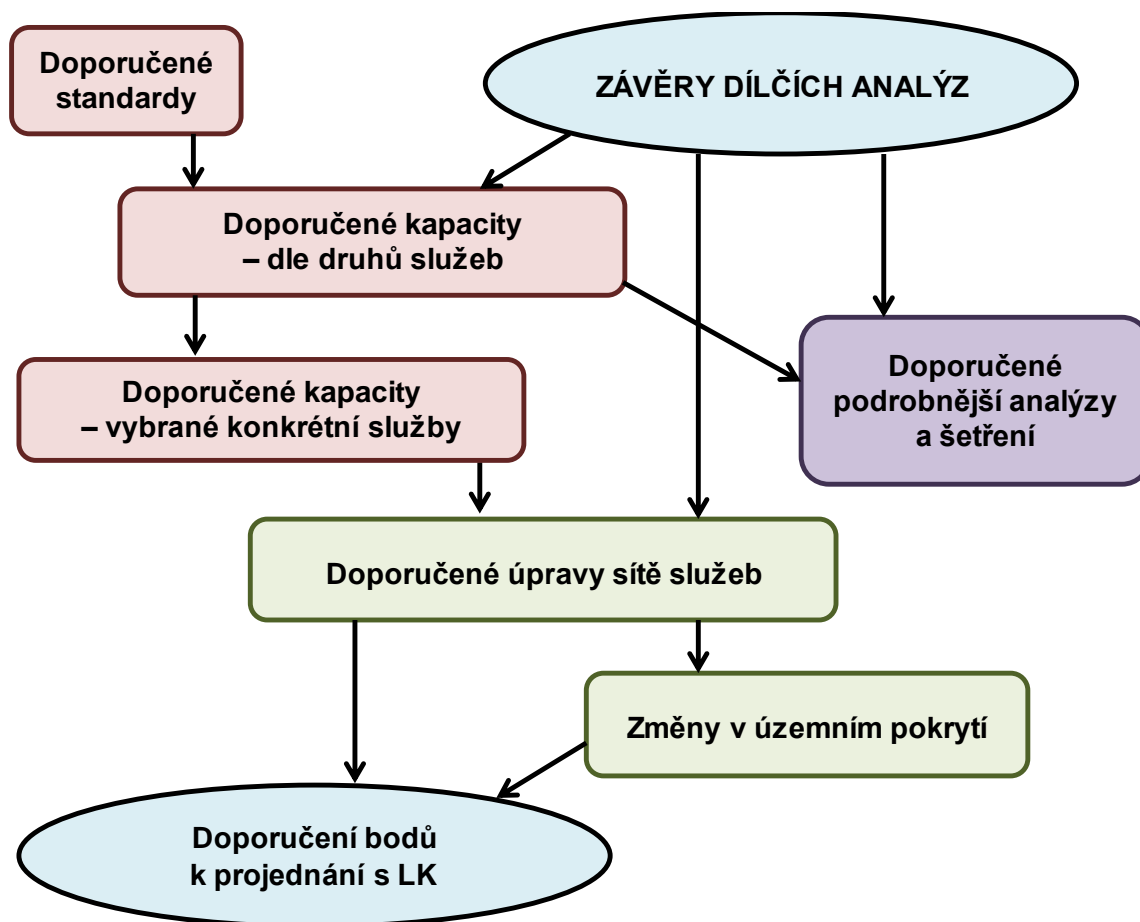 Doporučené
standardy
ZÁVĚRY DÍLČÍCH ANALÝZ
Doporučené kapacity
– dle druhů služeb
Doporučené
podrobnější analýzy
a šetření
Doporučené kapacity
– vybrané konkrétní služby
Doporučené úpravy sítě služeb
Změny v územním pokrytí
Doporučení bodů
k projednání s LK